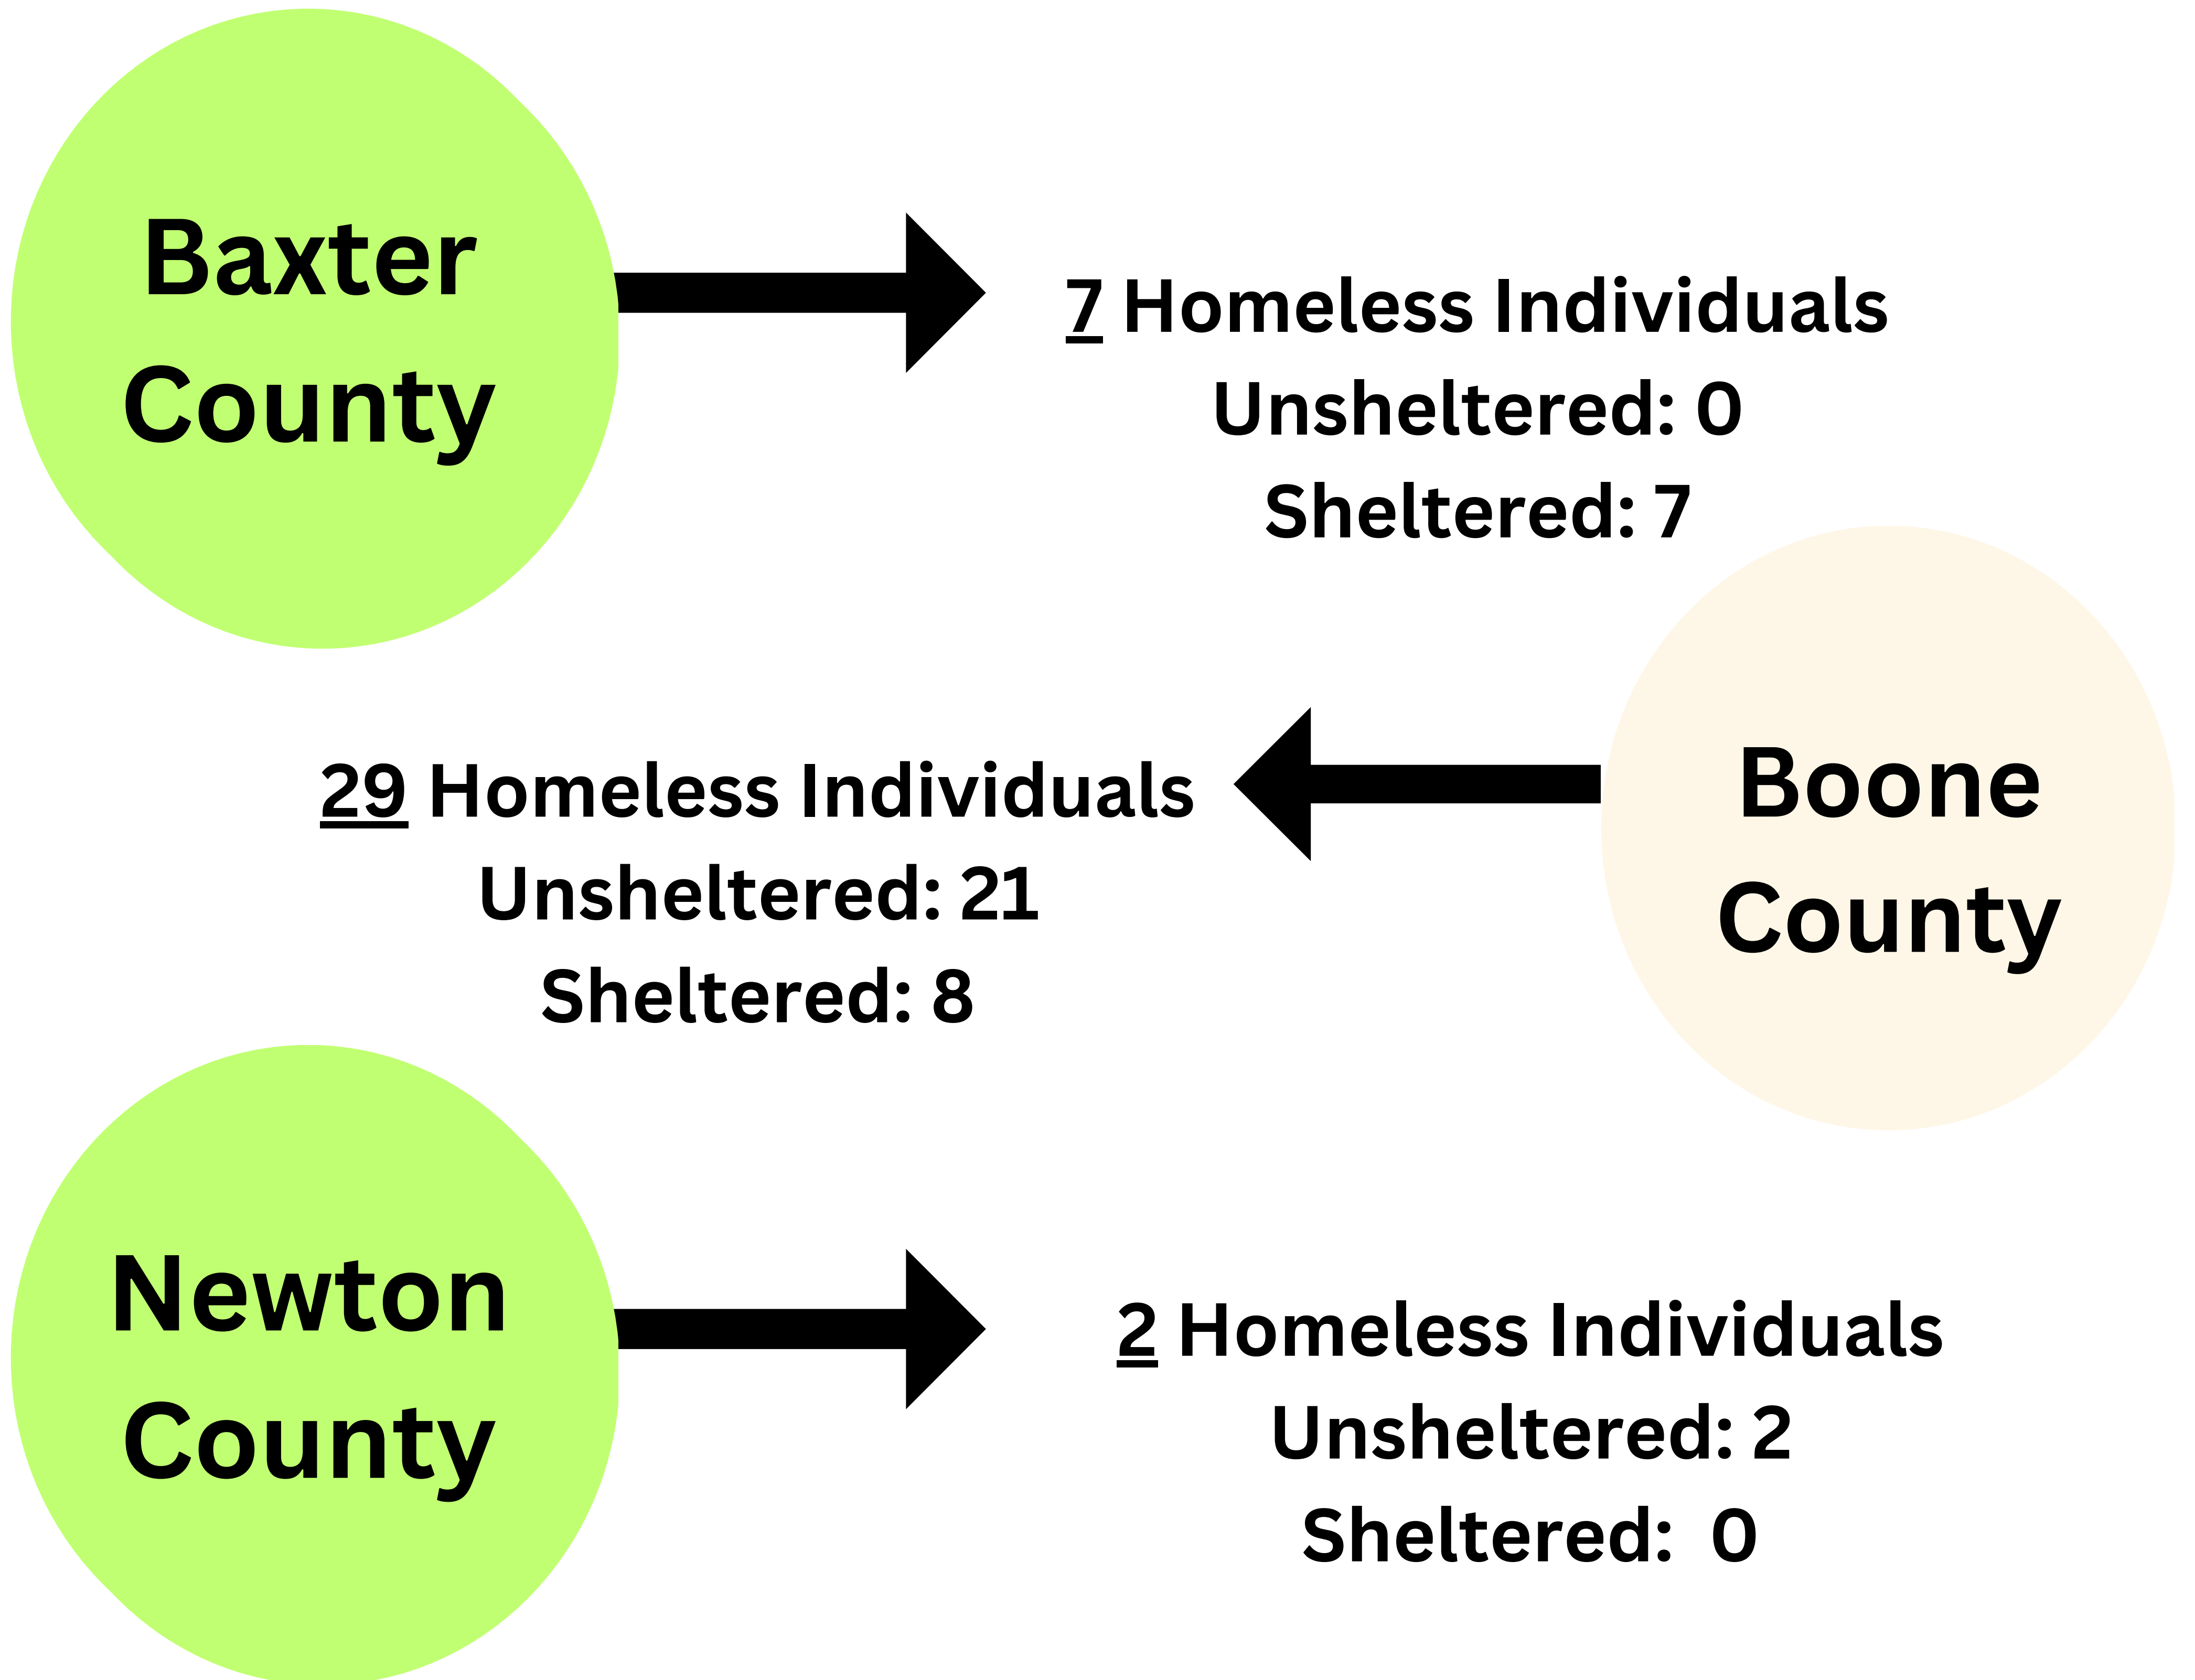 Baxter
County
7 Homeless Individuals
Unsheltered: 0
Sheltered: 7
29 Homeless Individuals
Unsheltered: 21
Sheltered: 8
Boone
County
Newton
County
2 Homeless Individuals
Unsheltered: 2
Sheltered:  0